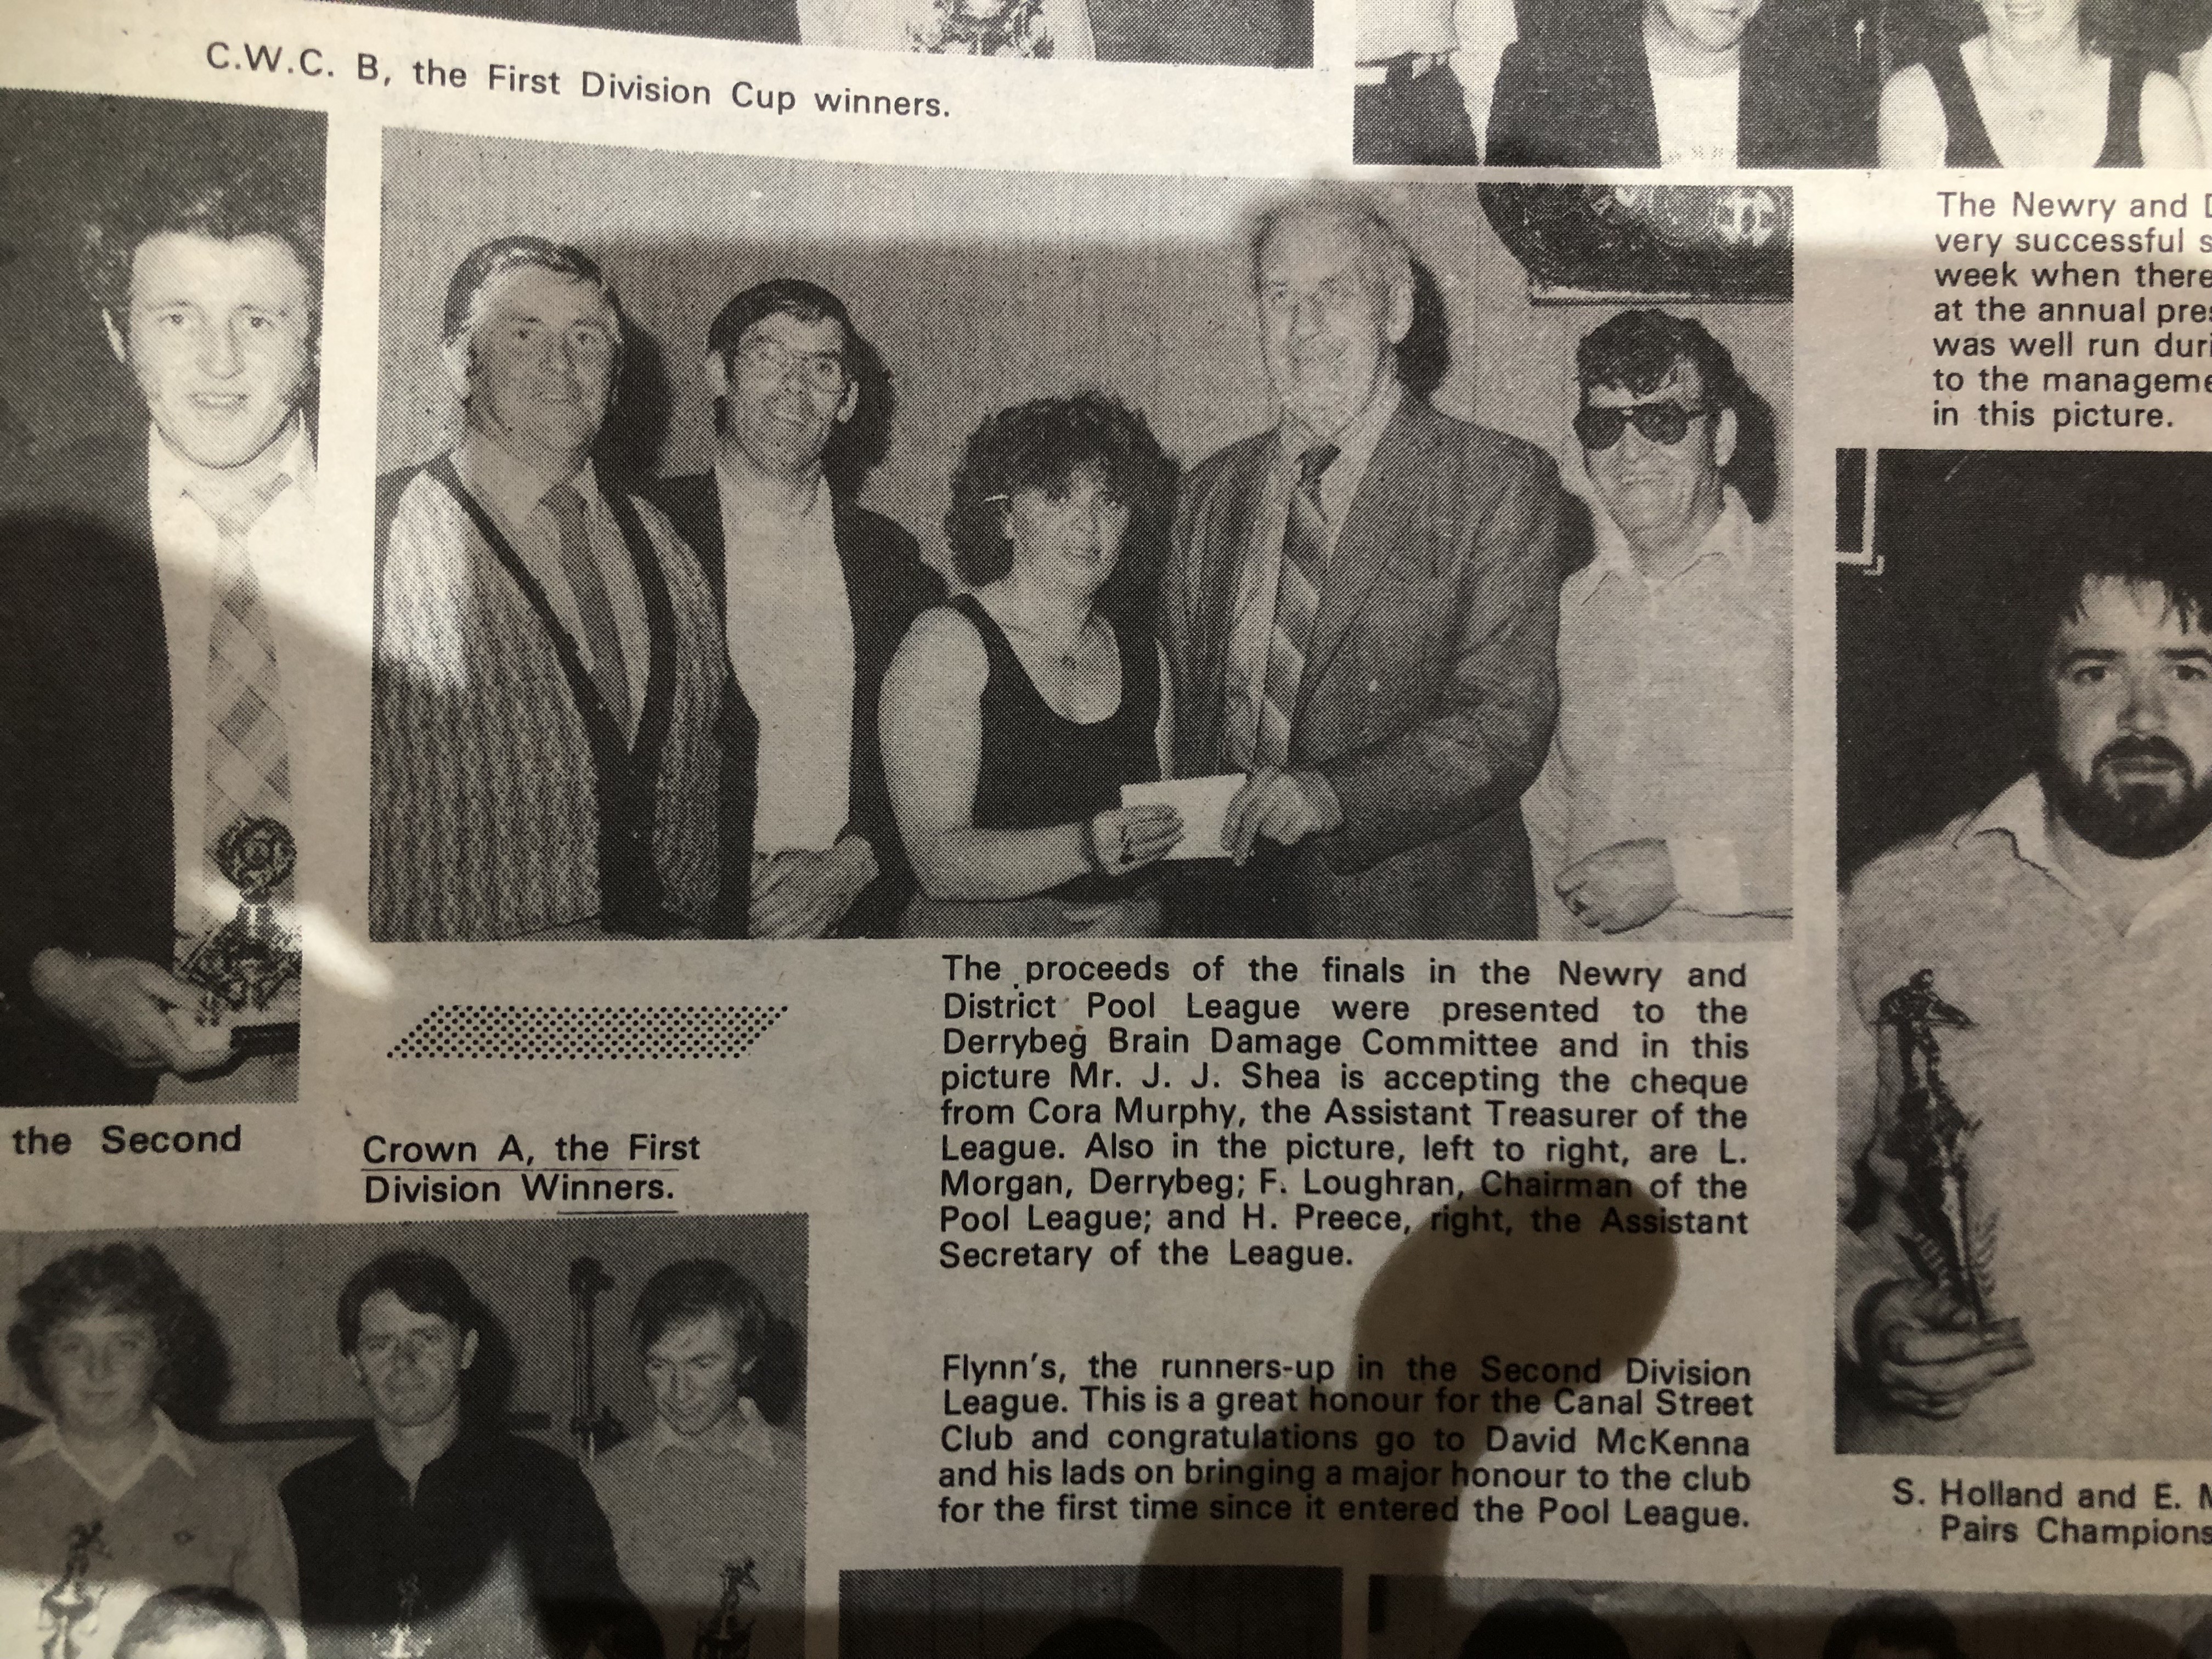 C.W.C. B, the First Division Cup winners.
The Newry and
very successful
week when there
at the annual
was well run
to the
in this picture.
The proceeds of the finals in the Newry and
District Pool League were presented to the
Derrybeg Brain Damage Committee and in this
picture Mr. J. J. Shea is accepting the cheque
from Cora Murphy, the Assistant Treasurer of the
League. Also in the picture, left to right, are L.
Morgan, Derrybeg; F. Loughran, Chairman of the
Pool League; and H. Preece, right, the Assistant
Secretary of the League.
the Second
Crown A, the First
Division Winners.
Flynn's, the runners-up in the Second Division
League. This is a great honour for the Canal Street
Club and congratulations go to David McKenna
and his lads on bringing a major honour to the club
for the first time since it entered the Pool League.
S. Holland and E.
Pairs Champions